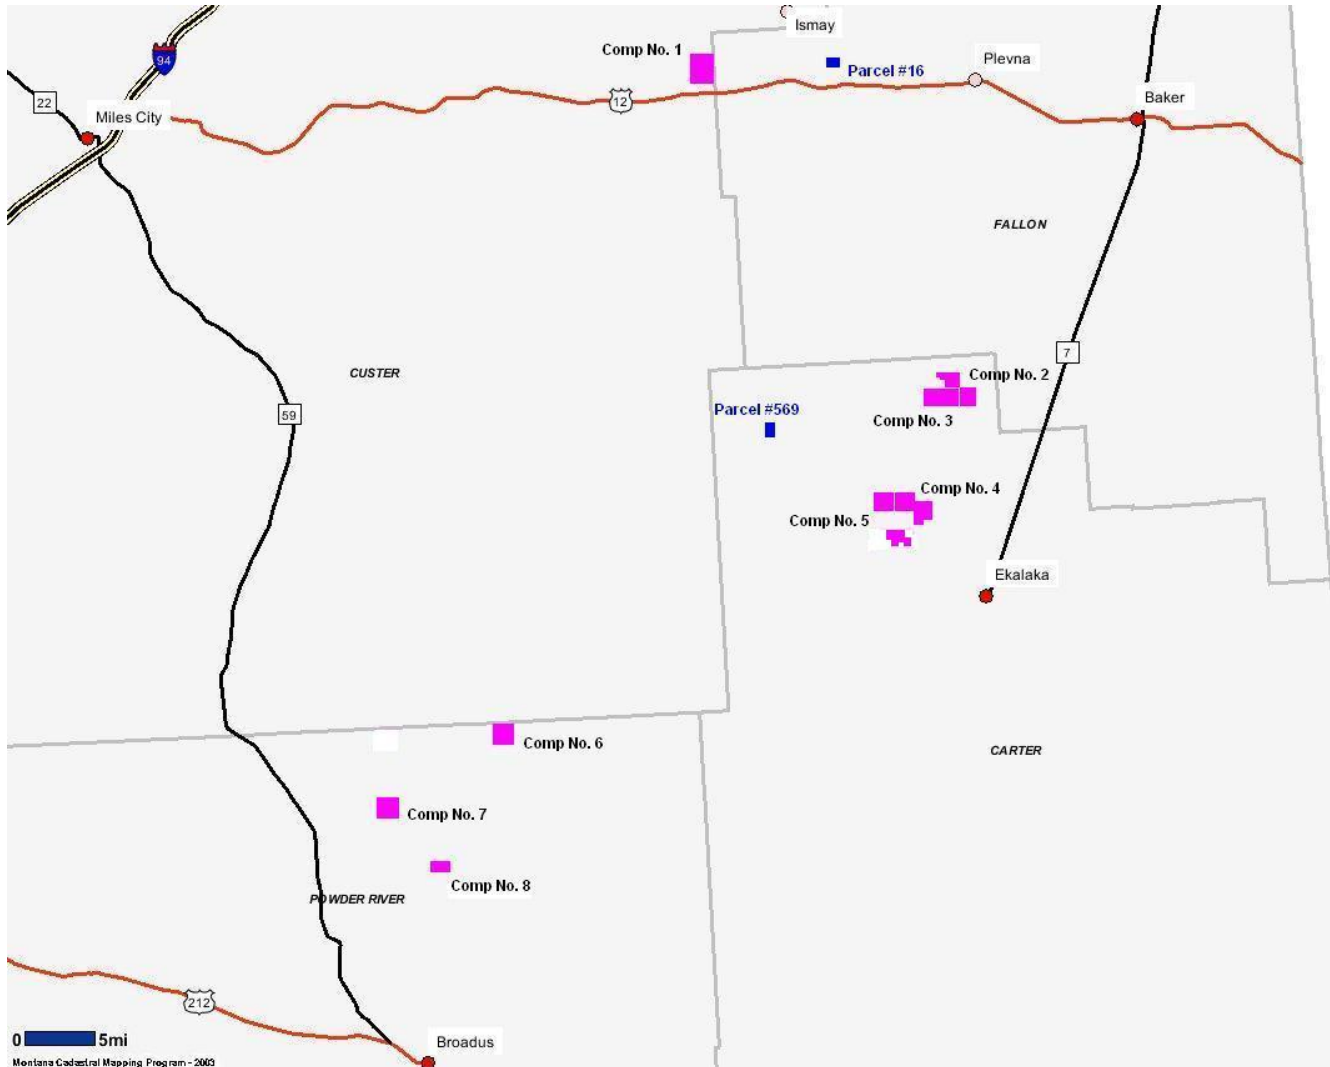 Ismay
Comp No. 1
94
Plevna
Parcel #16
Baker
22
12
Miles City
FALLON
7
CUSTER
Comp No. 2
59
Parcel #569
Comp No. 3
Comp No. 4
Comp No. 5
Ekalaka
Comp No. 6
CARTER
Comp No. 7
Comp No. 8
POWDER RIVER
212
0 5mi
Broadus
Montana Cadastral Mapping Program - 2003